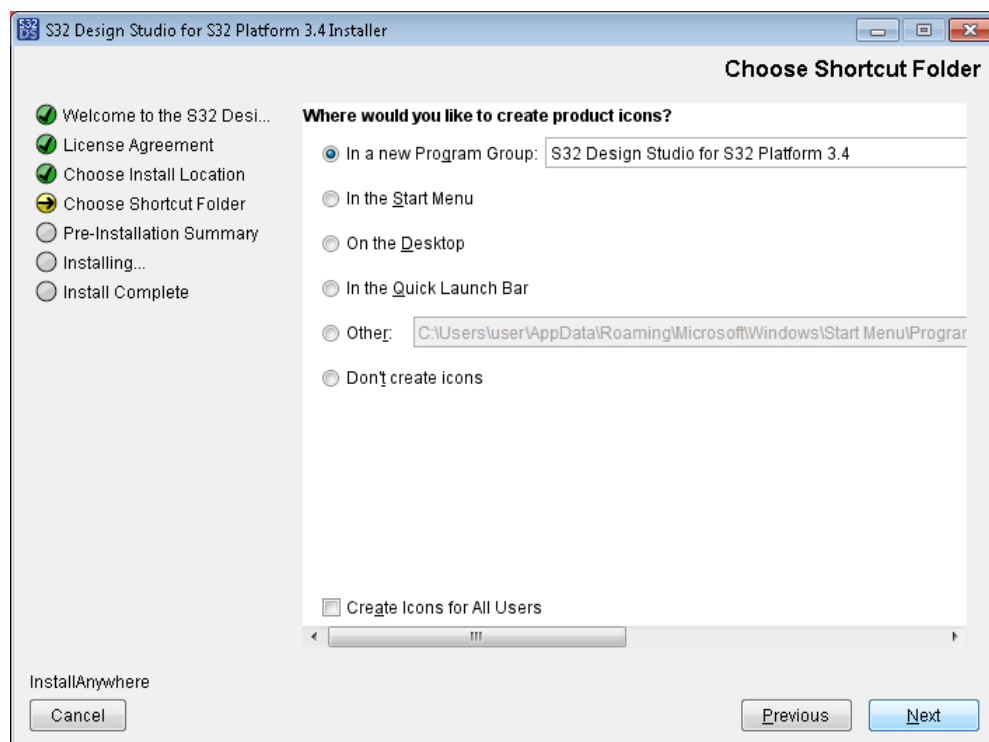 S32 Design Studio for S32 Platform 3.4 Installer
Choose Shortcut Folder
Welcome to the S32 Desi...
License Agreement
Choose Install Location
Choose Shortcut Folder
Pre-Installation Summary
Installing...
Install Complete
Where would you like to create product icons?
In a new Program Group: S32 Design Studio for S32 Platform 3.4
In the Start Menu
On the Desktop
In the Quick Launch Bar
Other: C:\Users\user\AppData\Roaming\Microsoft\Windows\Start Menu\Program
Don't create icons
Create Icons for All Users
InstallAnywhere
Cancel
Previous
Next